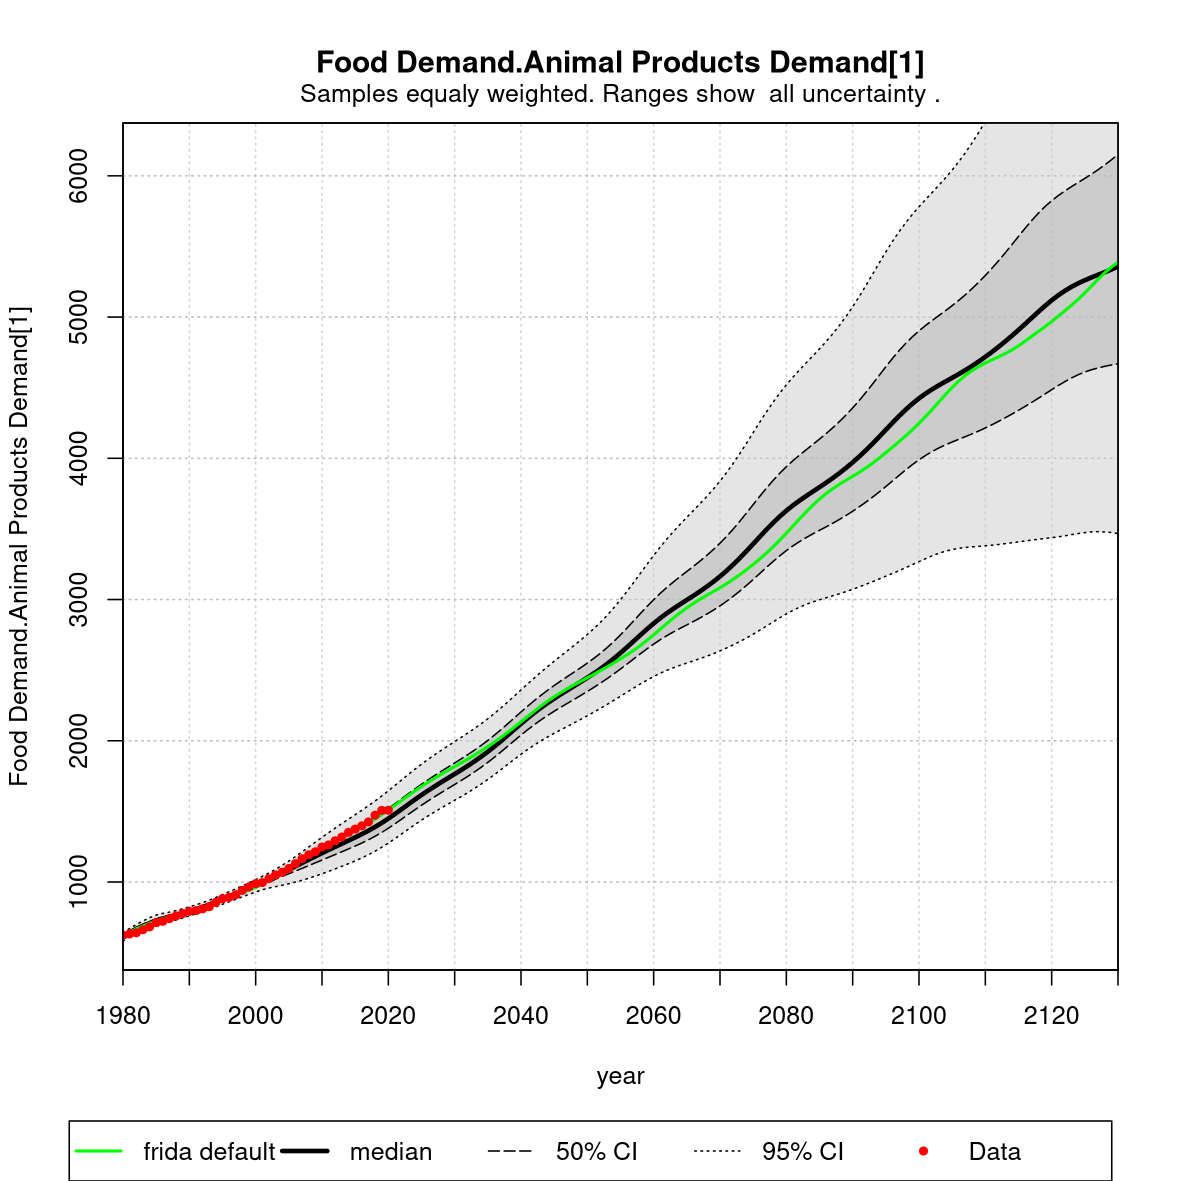 Food Demand.Animal Products Demand[1]
Samples equaly weighted. Ranges show  all uncertainty .
Food Demand.Animal Products Demand[1]
6000
5000
4000
3000
2000
1000
1980 2000 2020 2040 2060 2080 2100 2120
year
frida default median 50% CI 95% CI Data